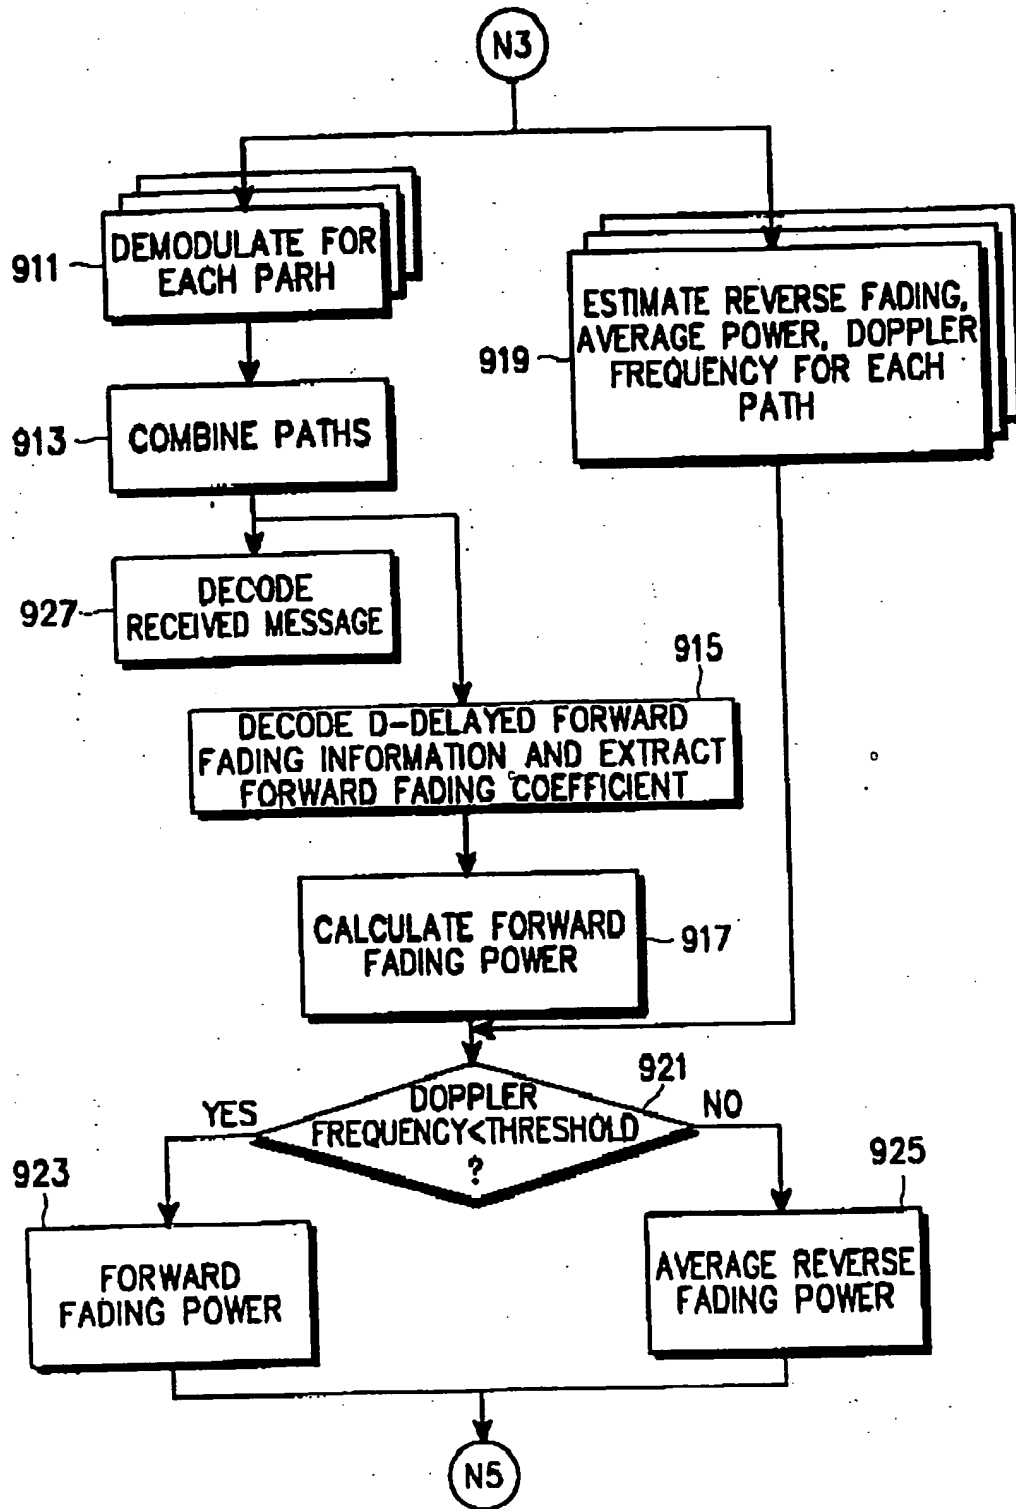 N3
911
DEMODULATE FOR
EACH PARH
919
ESTIMATE REVERSE FADING,
AVERAGE POWER, DOPPLER
FREQUENCY FOR EACH
PATH
913
COMBINE PATHS
927
DECODE
RECEIVED MESSAGE
915
DECODE D-DELAYED FORWARD
FADING INFORMATION AND EXTRACT
FORWARD FADING COEFFICIENT
CALCULATE FORWARD
FADING POWER
917
921
DOPPLER
FREQUENCY<THRESHOLD
?
YES
NO
923
FORWARD
FADING POWER
925
AVERAGE REVERSE
FADING POWER
N5